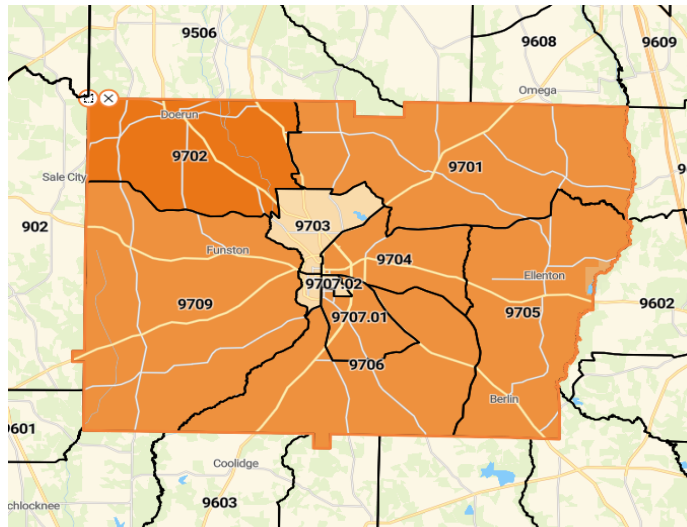 9506
9608
9609
Omega
Doerun
9702
9701
Sale City
902
9703
Funston
9704
Ellenton
9707.02
9709
9602
9705
9707.01
9706
Berlin
9601
Coolidge
9603
chlocknee